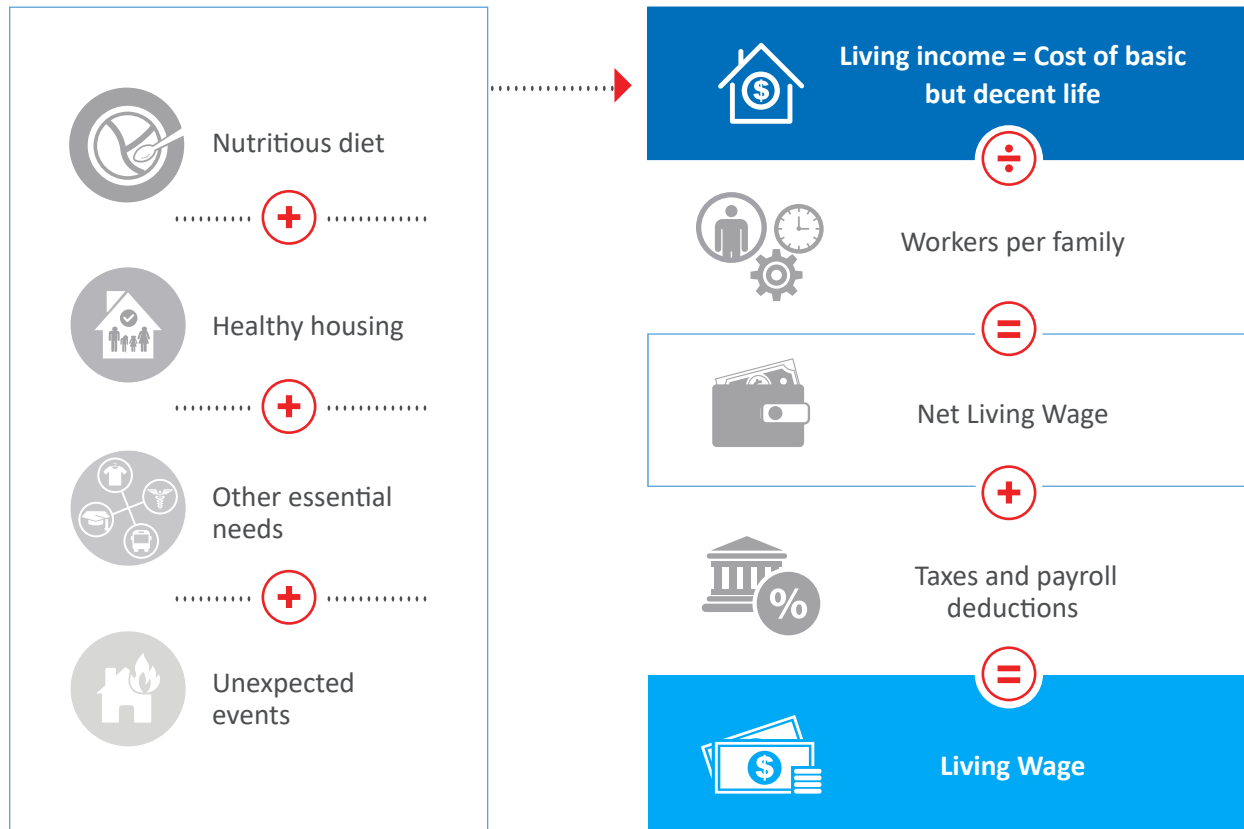 Nutritious diet
+
Healthy housing
+
Other essential
needs
+
Unexpected
events
$
Living income = Cost of basic
but decent life
÷
Workers per family
=
Net Living Wage
+
%
Taxes and payroll
deductions
=
$
Living Wage